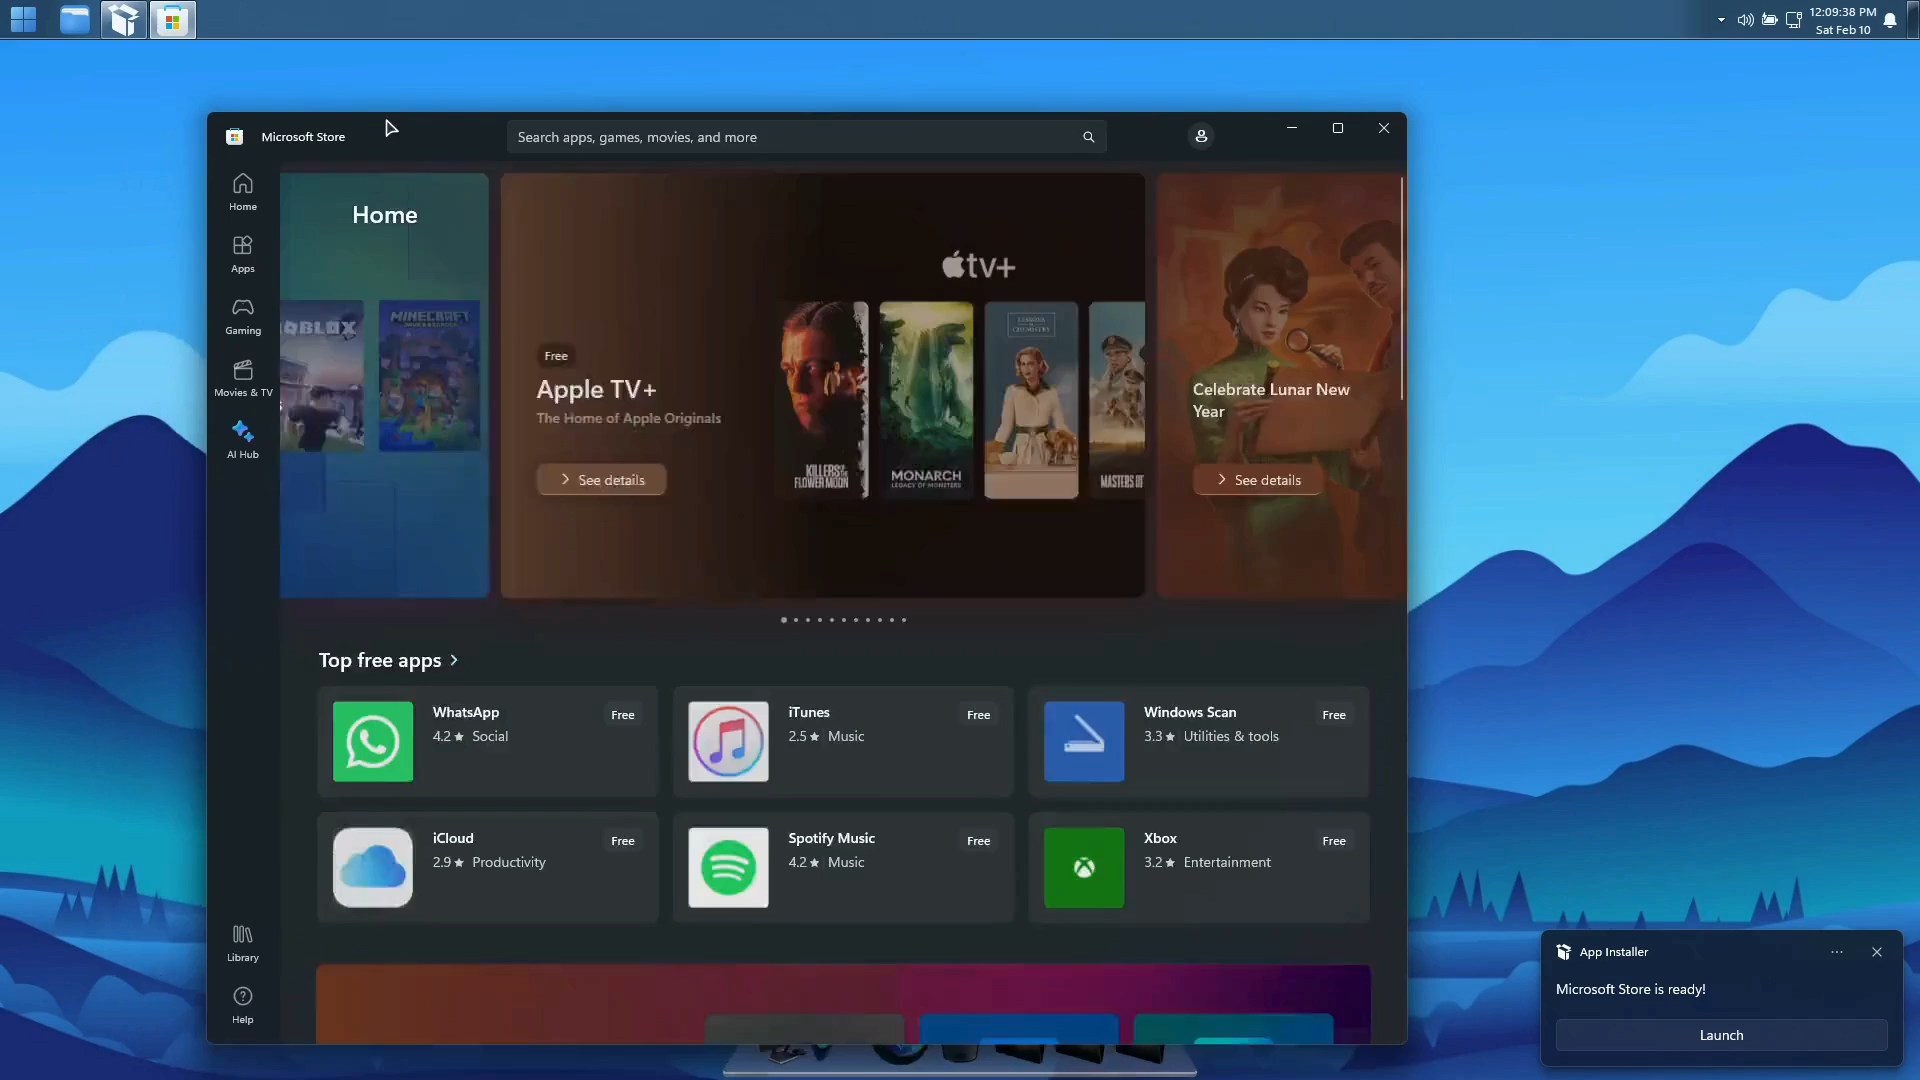 12:09:38 PM
Sat Feb 10
Microsoft Store
Search apps, games, movies, and more
Home
Apps
Gaming
Movies & TV
AI Hub
Library
Help
Home
OBLOX
MINECRAFT
Free
Apple TV+
The Home of Apple Originals
See details
tv+
KILLERS OF THE
FLOWER MOON
MONARCH
LEGACY OF MONSTERS
LESSONS
IN
CHEMISTRY
MASTERS OF
Celebrate Lunar New
Year
See details
Top free apps
WhatsApp
4.2★ Social
Free
iTunes
2.5★ Music
Free
Windows Scan
3.3★ Utilities & tools
Free
iCloud
2.9★ Productivity
Free
Spotify Music
4.2★ Music
Free
Xbox
3.2★ Entertainment
Free
App Installer
Microsoft Store is ready!
Launch